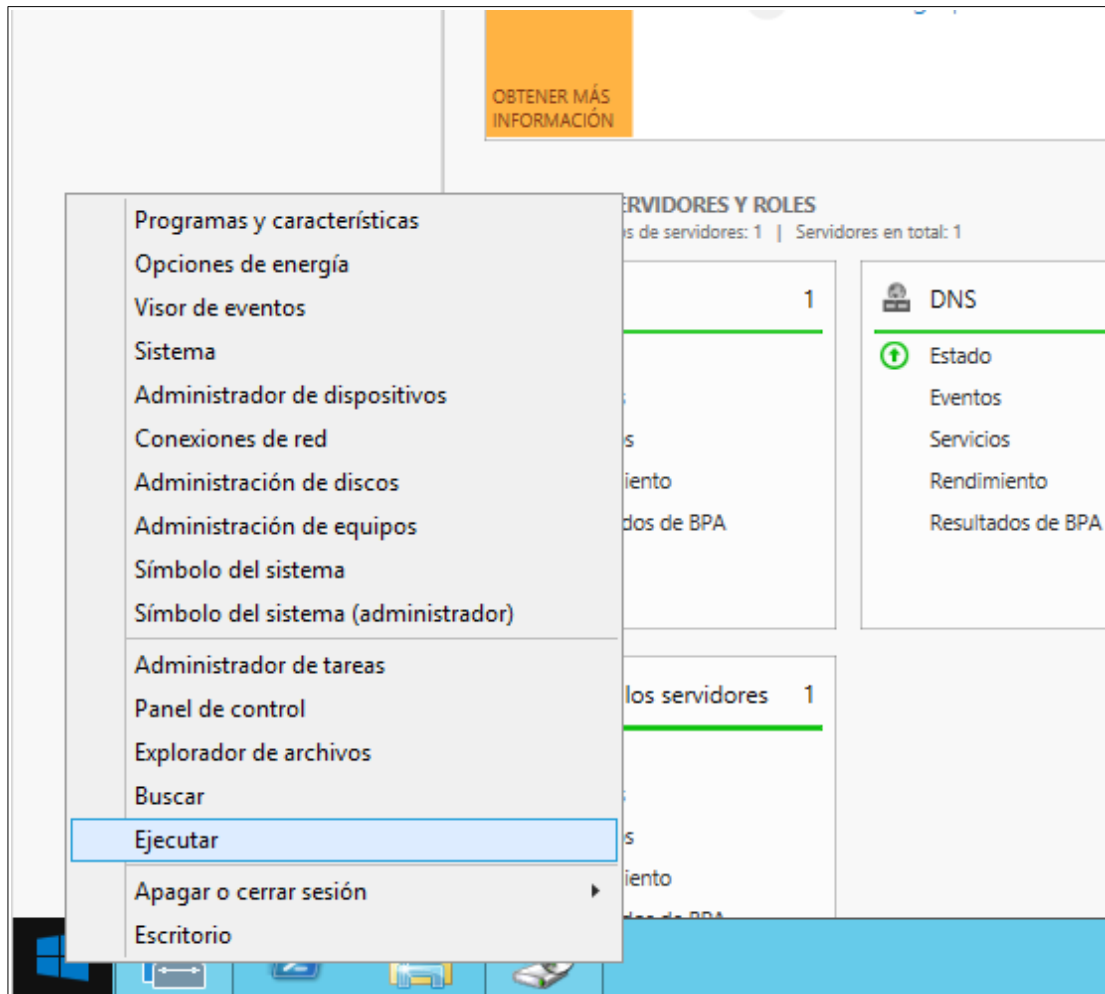 OBTENER MÁS
INFORMACIÓN
Programas y características
Opciones de energía
Visor de eventos
Sistema
Administrador de dispositivos
Conexiones de red
Administración de discos
Administración de equipos
Símbolo del sistema
Símbolo del sistema (administrador)
Administrador de tareas
Panel de control
Explorador de archivos
Buscar
Ejecutar
Apagar o cerrar sesión
Escritorio
ERVIDORES Y ROLES
s de servidores: 1 | Servidores en total: 1
1
iento
dos de BPA
DNS
Estado
Eventos
Servicios
Rendimiento
Resultados de BPA
los servidores 1
iento